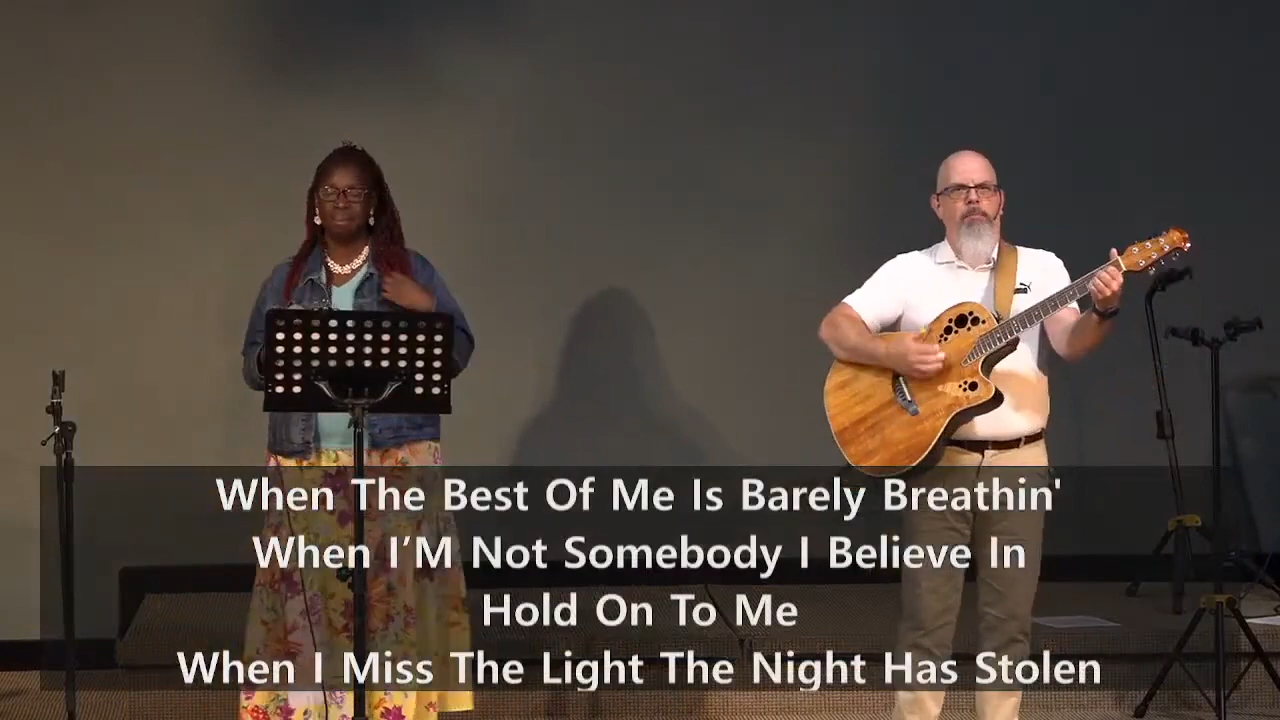 When The Best Of Me Is Barely Breathin'
When I’M Not Somebody I Believe In
Hold On To Me
When I Miss The Light The Night Has Stolen